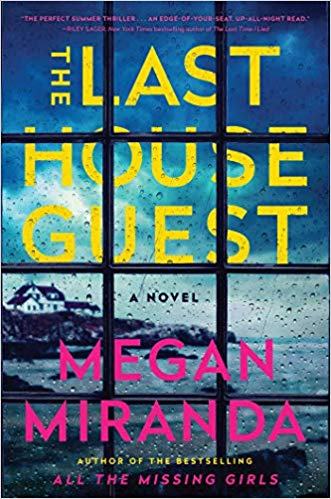 "THE PERFECT SUMMER THRILLER . . . AN EDGE-OF-YOUR-SEAT, UP-ALL-NIGHT READ."
—RILEY SAGER, New York Times bestselling author of The Last Time I Lied
THE LAST
HOUSE
GUEST
A NOVEL
MEGAN
MIRANDA
AUTHOR OF THE BESTSELLING
ALL THE MISSING GIRLS